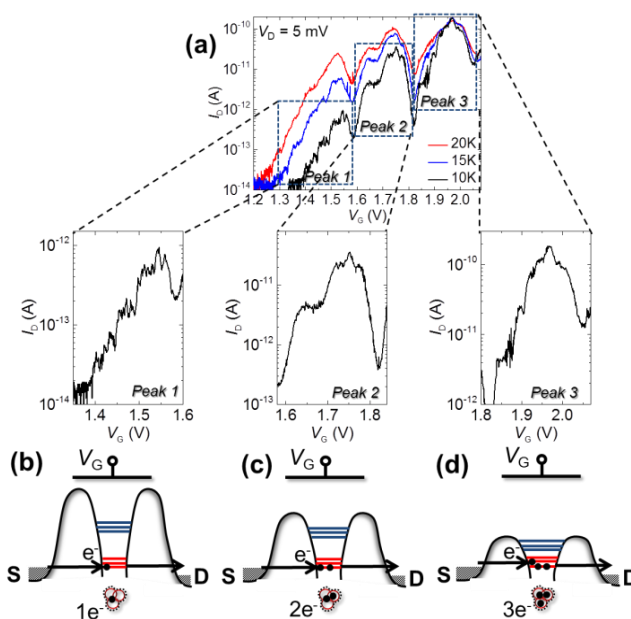 (a)
V_D = 5 mV
I_D (A)
10^-10
10^-11
10^-12
10^-13
10^-14
Peak 1
Peak 2
Peak 3
20K
15K
10K
1.2 1.3 1.4 1.5 1.6 1.7 1.8 1.9 2.0
V_G (V)
I_D (A)
10^-12
10^-13
10^-14
Peak 1
1.4 1.5 1.6
V_G (V)
I_D (A)
10^-11
10^-12
10^-13
Peak 2
1.6 1.7 1.8
V_G (V)
I_D (A)
10^-10
10^-11
10^-12
Peak 3
1.8 1.9 2.0
V_G (V)
(b)
V_G
e^-
S
D
1e^-
(c)
V_G
e^-
S
D
2e^-
(d)
V_G
e^-
S
D
3e^-